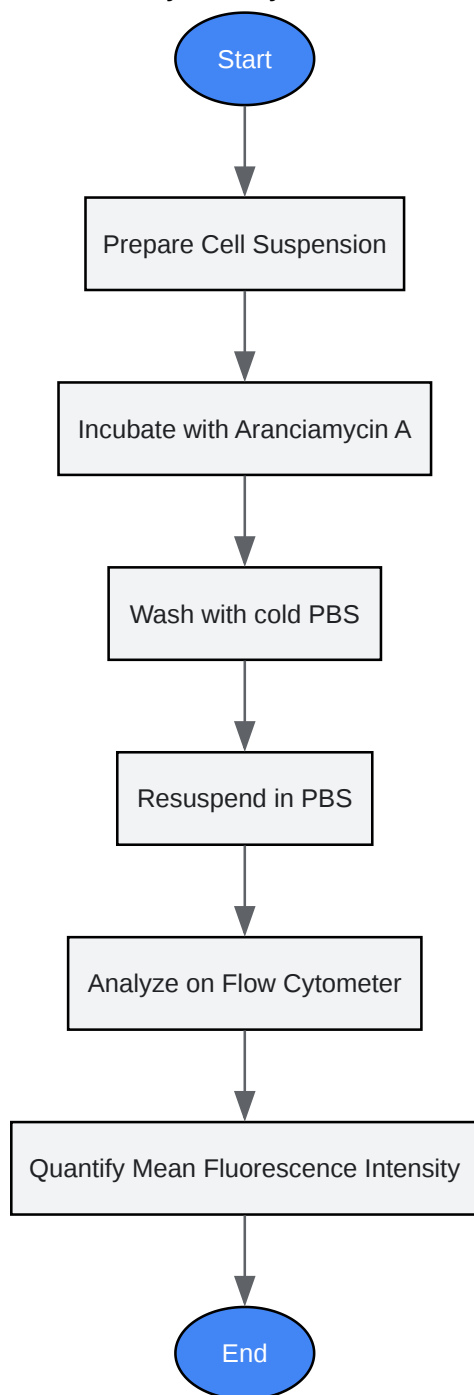 Start
Prepare Cell Suspension
Incubate with Aranciamycin A
Wash with cold PBS
Resuspend in PBS
Analyze on Flow Cytometer
Quantify Mean Fluorescence Intensity
End